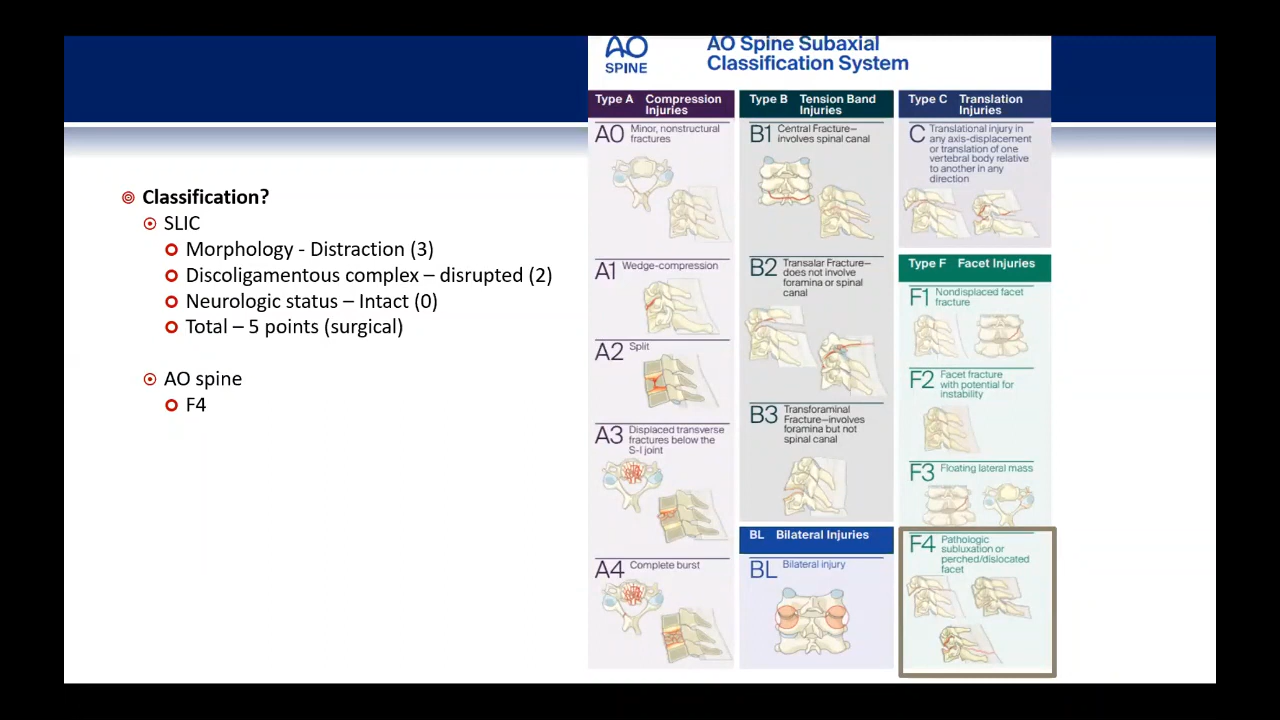 AO
SPINE
AO Spine Subaxial
Classification System
Classification?
SLIC
Morphology - Distraction (3)
Discoligamentous complex – disrupted (2)
Neurologic status – Intact (0)
Total – 5 points (surgical)
AO spine
F4
Type A Compression
Injuries
A0 Minor, nonstructural
fractures
A1 Wedge-compression
A2 Split
A3 Displaced transverse
fractures below the
S-I joint
A4 Complete burst
Type B Tension Band
Injuries
B1 Central Fracture—
involves spinal canal
B2 Transalar Fracture—
does not involve
foramina or spinal
canal
B3 Transforaminal
Fracture—involves
foramina but not
spinal canal
BL Bilateral Injuries
BL Bilateral injury
Type C Translation
Injuries
C Translational injury in
any axis-displacement
or translation of one
vertebral body relative
to another in any
direction
Type F Facet Injuries
F1 Nondisplaced facet
fracture
F2 Facet fracture
with potential for
instability
F3 Floating lateral mass
F4 Pathologic
subluxation or
perched/dislocated
facet